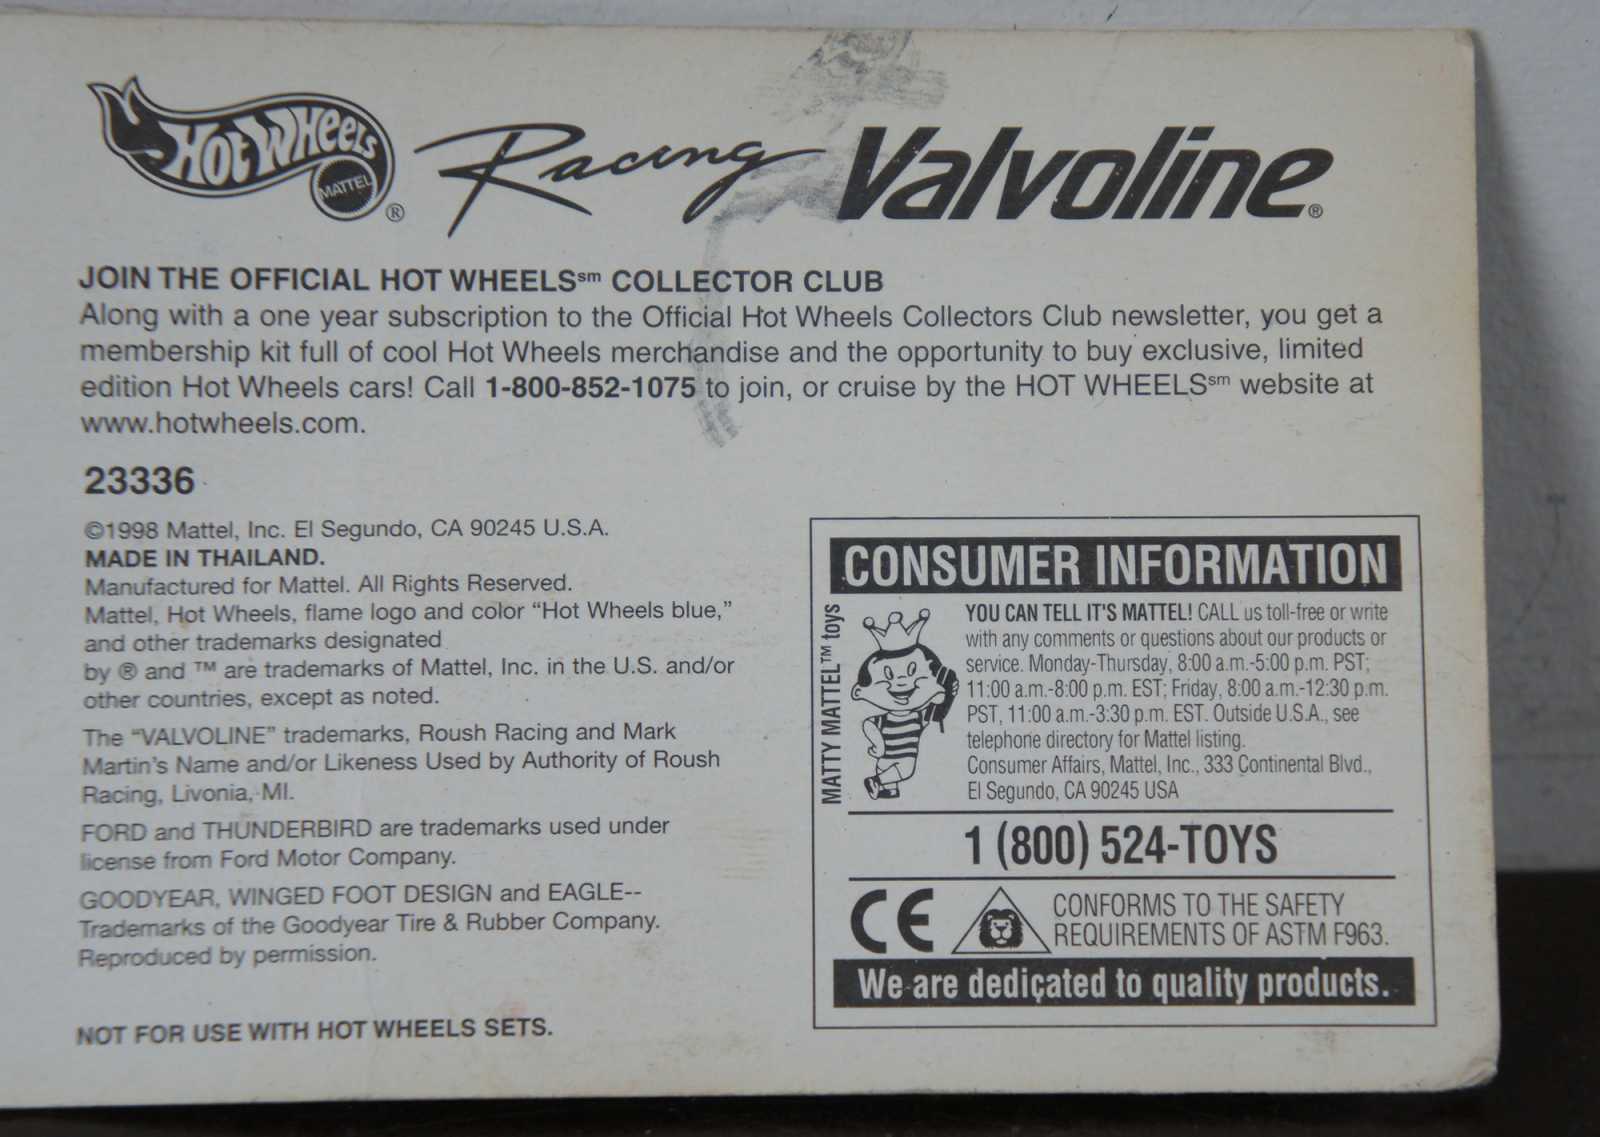 Hot Wheels
MATTEL
®
Racing
Valvoline®
JOIN THE OFFICIAL HOT WHEELS℠ COLLECTOR CLUB
Along with a one year subscription to the Official Hot Wheels Collectors Club newsletter, you get a
membership kit full of cool Hot Wheels merchandise and the opportunity to buy exclusive, limited
edition Hot Wheels cars! Call 1-800-852-1075 to join, or cruise by the HOT WHEELS℠ website at
www.hotwheels.com.
23336
©1998 Mattel, Inc. El Segundo, CA 90245 U.S.A.
MADE IN THAILAND.
Manufactured for Mattel. All Rights Reserved.
Mattel, Hot Wheels, flame logo and color “Hot Wheels blue,”
and other trademarks designated
by ® and ™ are trademarks of Mattel, Inc. in the U.S. and/or
other countries, except as noted.
The “VALVOLINE” trademarks, Roush Racing and Mark
Martin's Name and/or Likeness Used by Authority of Roush
Racing, Livonia, MI.
FORD and THUNDERBIRD are trademarks used under
license from Ford Motor Company.
GOODYEAR, WINGED FOOT DESIGN and EAGLE--
Trademarks of the Goodyear Tire & Rubber Company.
Reproduced by permission.
NOT FOR USE WITH HOT WHEELS SETS.
CONSUMER INFORMATION
MATTY MATTEL™ toys
YOU CAN TELL IT'S MATTEL! CALL us toll-free or write
with any comments or questions about our products or
service. Monday-Thursday, 8:00 a.m.-5:00 p.m. PST;
11:00 a.m.-8:00 p.m. EST; Friday, 8:00 a.m.-12:30 p.m.
PST, 11:00 a.m.-3:30 p.m. EST. Outside U.S.A., see
telephone directory for Mattel listing.
Consumer Affairs, Mattel, Inc., 333 Continental Blvd.,
El Segundo, CA 90245 USA
1 (800) 524-TOYS
CE
CONFORMS TO THE SAFETY
REQUIREMENTS OF ASTM F963.
We are dedicated to quality products.